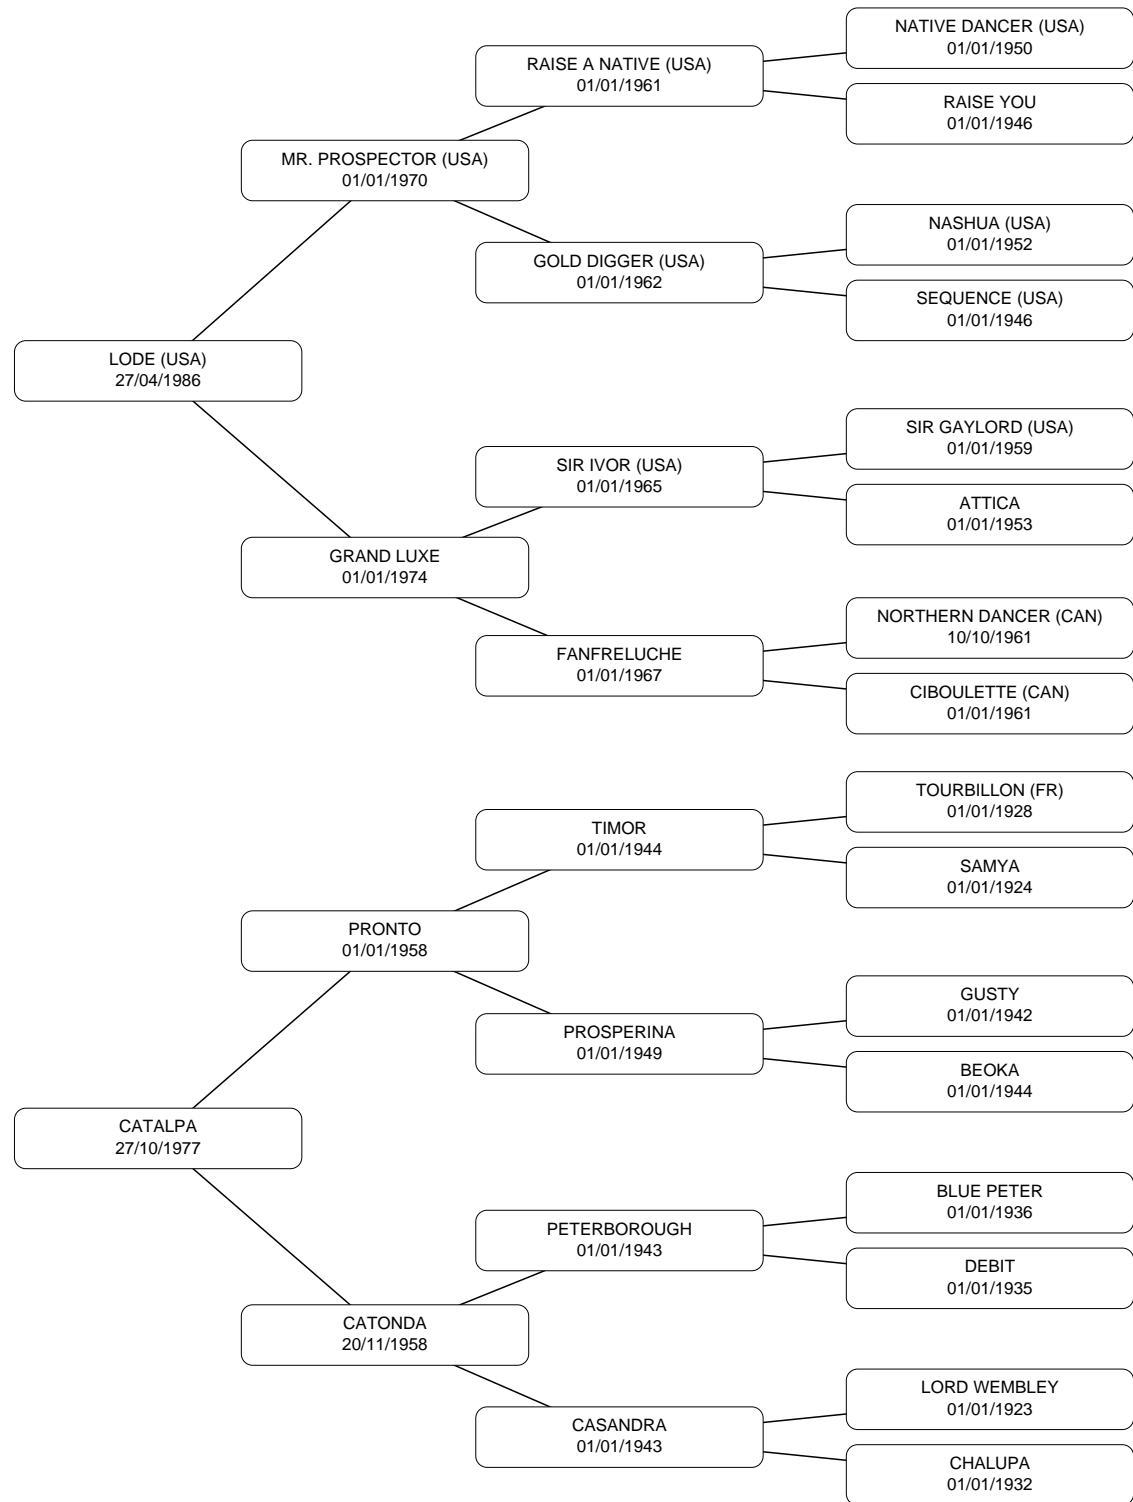 NATIVE DANCER (USA)
01/01/1950
RAISE A NATIVE (USA)
01/01/1961
RAISE YOU
01/01/1946
MR. PROSPECTOR (USA)
01/01/1970
NASHUA (USA)
01/01/1952
GOLD DIGGER (USA)
01/01/1962
SEQUENCE (USA)
01/01/1946
LODE (USA)
27/04/1986
SIR GAYLORD (USA)
01/01/1959
SIR IVOR (USA)
01/01/1965
ATTICA
01/01/1953
GRAND LUXE
01/01/1974
NORTHERN DANCER (CAN)
10/10/1961
FANFRELUCHE
01/01/1967
CIBOULETTE (CAN)
01/01/1961
TOURBILLON (FR)
01/01/1928
TIMOR
01/01/1944
SAMYA
01/01/1924
PRONTO
01/01/1958
GUSTY
01/01/1942
PROSPERINA
01/01/1949
BEOKA
01/01/1944
CATALPA
27/10/1977
BLUE PETER
01/01/1936
PETERBOROUGH
01/01/1943
DEBIT
01/01/1935
CATONDA
20/11/1958
LORD WEMBLEY
01/01/1923
CASANDRA
01/01/1943
CHALUPA
01/01/1932